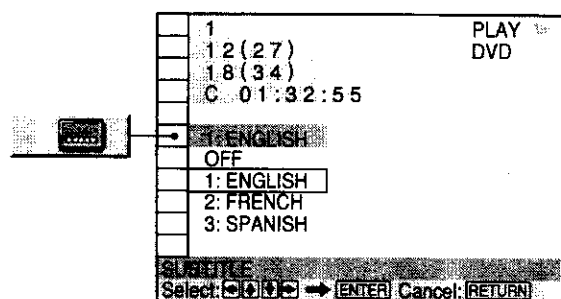 1
PLAY
12(27)
DVD
18(34)
C 01:32:55
1: ENGLISH
OFF
1: ENGLISH
2: FRENCH
3: SPANISH
SUBTITLE
Select: ENTER Cancel: RETURN